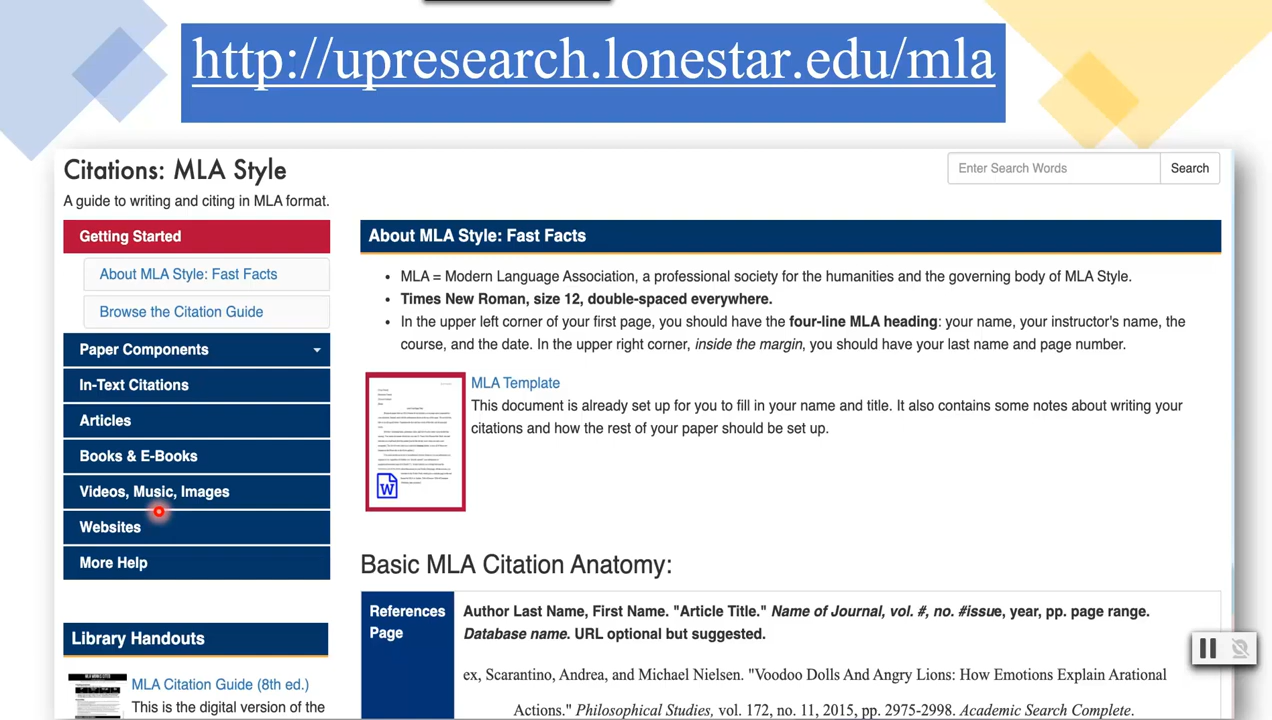 http://upresearch.lonestar.edu/mla
Citations: MLA Style
A guide to writing and citing in MLA format.
Enter Search Words
Search
Getting Started
About MLA Style: Fast Facts
Browse the Citation Guide
Paper Components
In-Text Citations
Articles
Books & E-Books
Videos, Music, Images
Websites
More Help
Library Handouts
MLA Citation Guide (8th ed.)
This is the digital version of the
About MLA Style: Fast Facts
MLA = Modern Language Association, a professional society for the humanities and the governing body of MLA Style.
Times New Roman, size 12, double-spaced everywhere.
In the upper left corner of your first page, you should have the four-line MLA heading: your name, your instructor's name, the
course, and the date. In the upper right corner, inside the margin, you should have your last name and page number.
W
MLA Template
This document is already set up for you to fill in your name and title. It also contains some notes about writing your
citations and how the rest of your paper should be set up.
Basic MLA Citation Anatomy:
References
Page
Author Last Name, First Name. "Article Title." Name of Journal, vol. #, no. #issue, year, pp. page range.
Database name. URL optional but suggested.
ex, Scarantino, Andrea, and Michael Nielsen. "Voodoo Dolls And Angry Lions: How Emotions Explain Arational
Actions." Philosophical Studies, vol. 172, no. 11, 2015, pp. 2975-2998. Academic Search Complete.